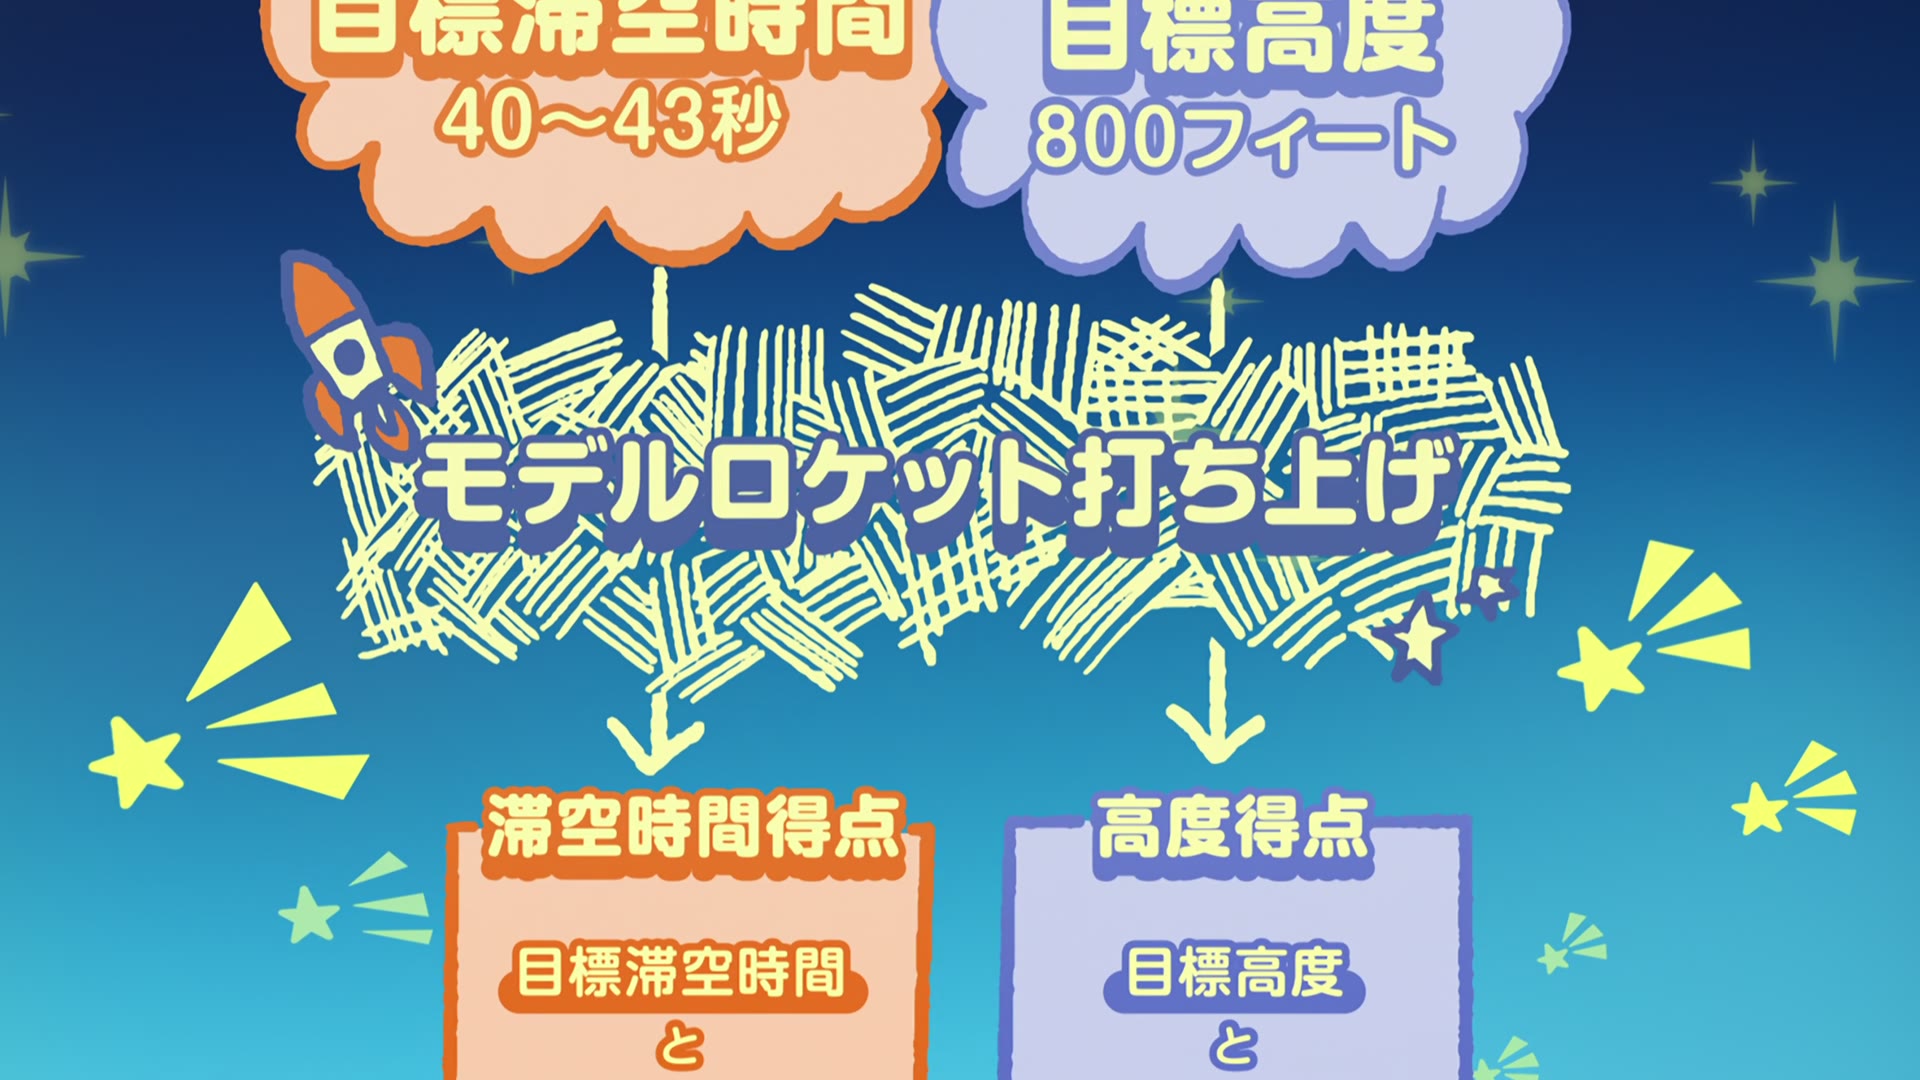 目標滞空時間
40～43秒
目標高度
800フィート
モデルロケット打ち上げ
滞空時間得点
目標滞空時間
と
高度得点
目標高度
と